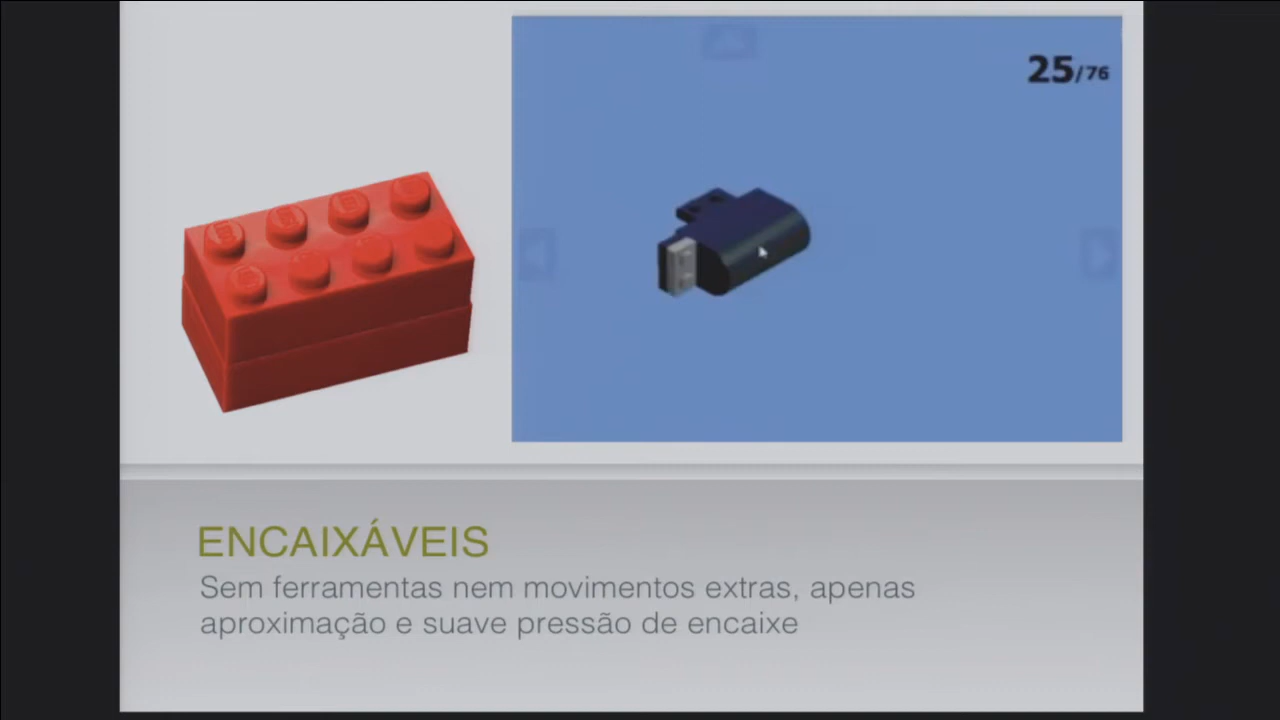 25/76
ENCAIXÁVEIS
Sem ferramentas nem movimentos extras, apenas
aproximação e suave pressão de encaixe